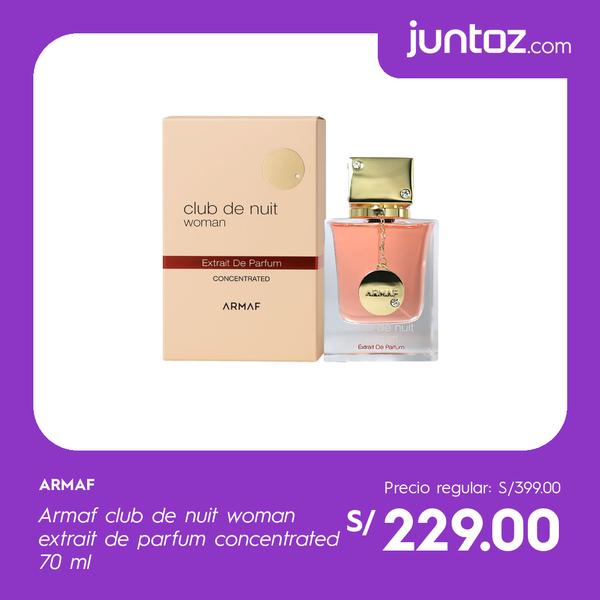 juntoz.com
club de nuit
woman
Extrait De Parfum
CONCENTRATED
ARMAF
ARMAF
de nuit
Extrait De Parfum
ARMAF
Precio regular: S/399.00
Armaf club de nuit woman
extrait de parfum concentrated
70 ml
S/ 229.00